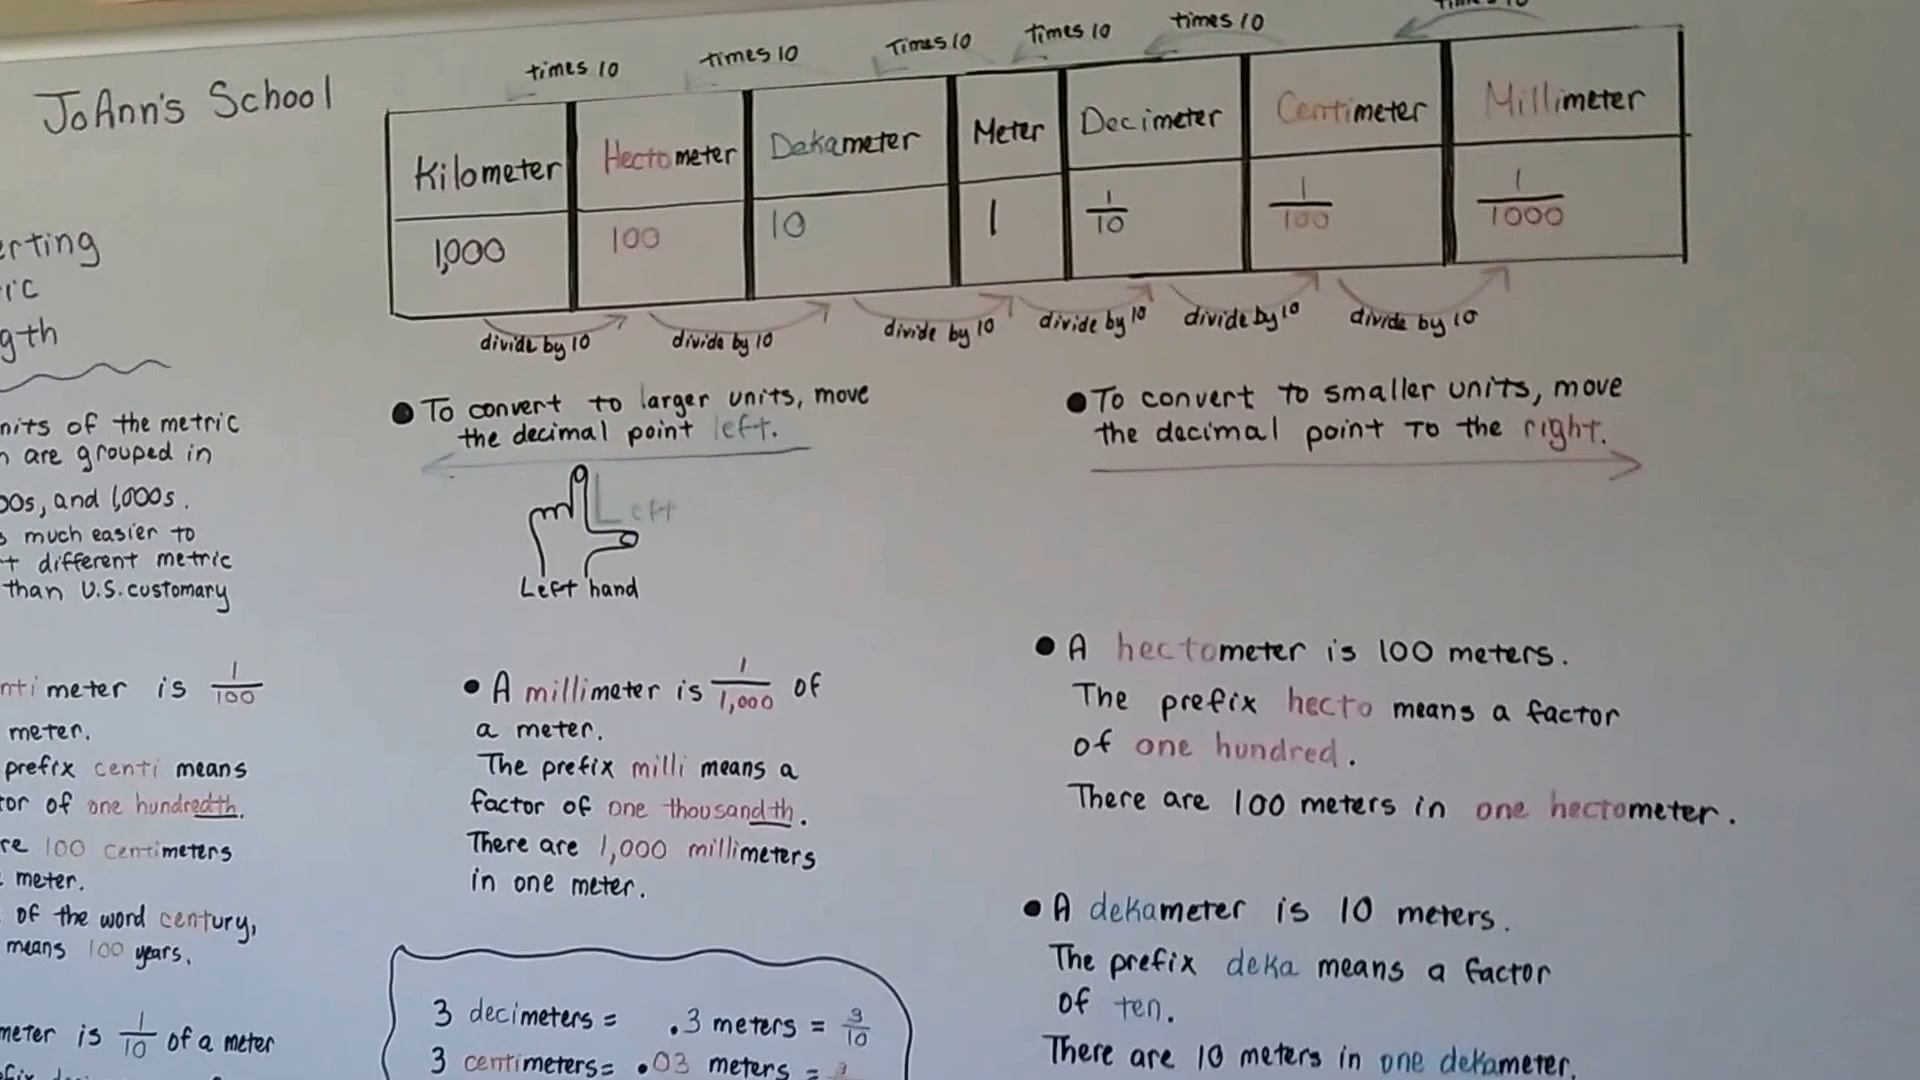 JoAnn's School
times 10
times 10
Times 10
times 10
times 10
times 10
Kilometer Hectometer Dekameter Meter Decimeter Centimeter Millimeter
1,000 100 10 1 1/10 1/100 1/1000
divide by 10
divide by 10
divide by 10
divide by 10
divide by 10
divide by 10
erting
ic
gth
nits of the metric
n are grouped in
00s, and 1,000s.
s much easier to
t different metric
than U.S. customary
• To convert to larger units, move
the decimal point left.
Left
Left hand
• To convert to smaller units, move
the decimal point to the right.
nti meter is 1/100
meter.
prefix centi means
tor of one hundredth.
re 100 centimeters
meter.
of the word century,
means 100 years.
meter is 1/10 of a meter
• A millimeter is 1/1,000 of
a meter.
The prefix milli means a
factor of one thousandth.
There are 1,000 millimeters
in one meter.
3 decimeters = .3 meters = 3/10
3 centimeters= .03 meters = 3
• A hectometer is 100 meters.
The prefix hecto means a factor
of one hundred.
There are 100 meters in one hectometer.
• A dekameter is 10 meters.
The prefix deka means a factor
of ten.
There are 10 meters in one dekameter.